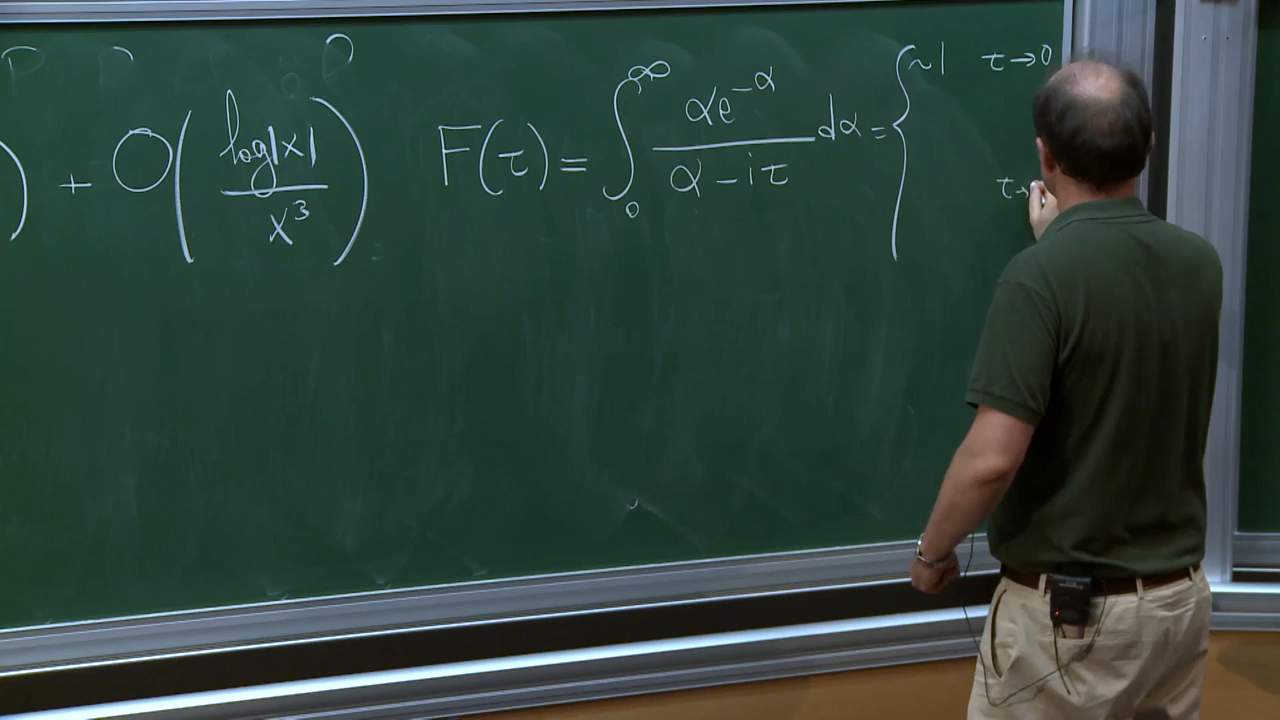 ) + O( log|x| / x³ )
F(τ) = ∫₀^∞ αe^{-α} / (α - iτ) dα = { ~1 τ→0
τ→